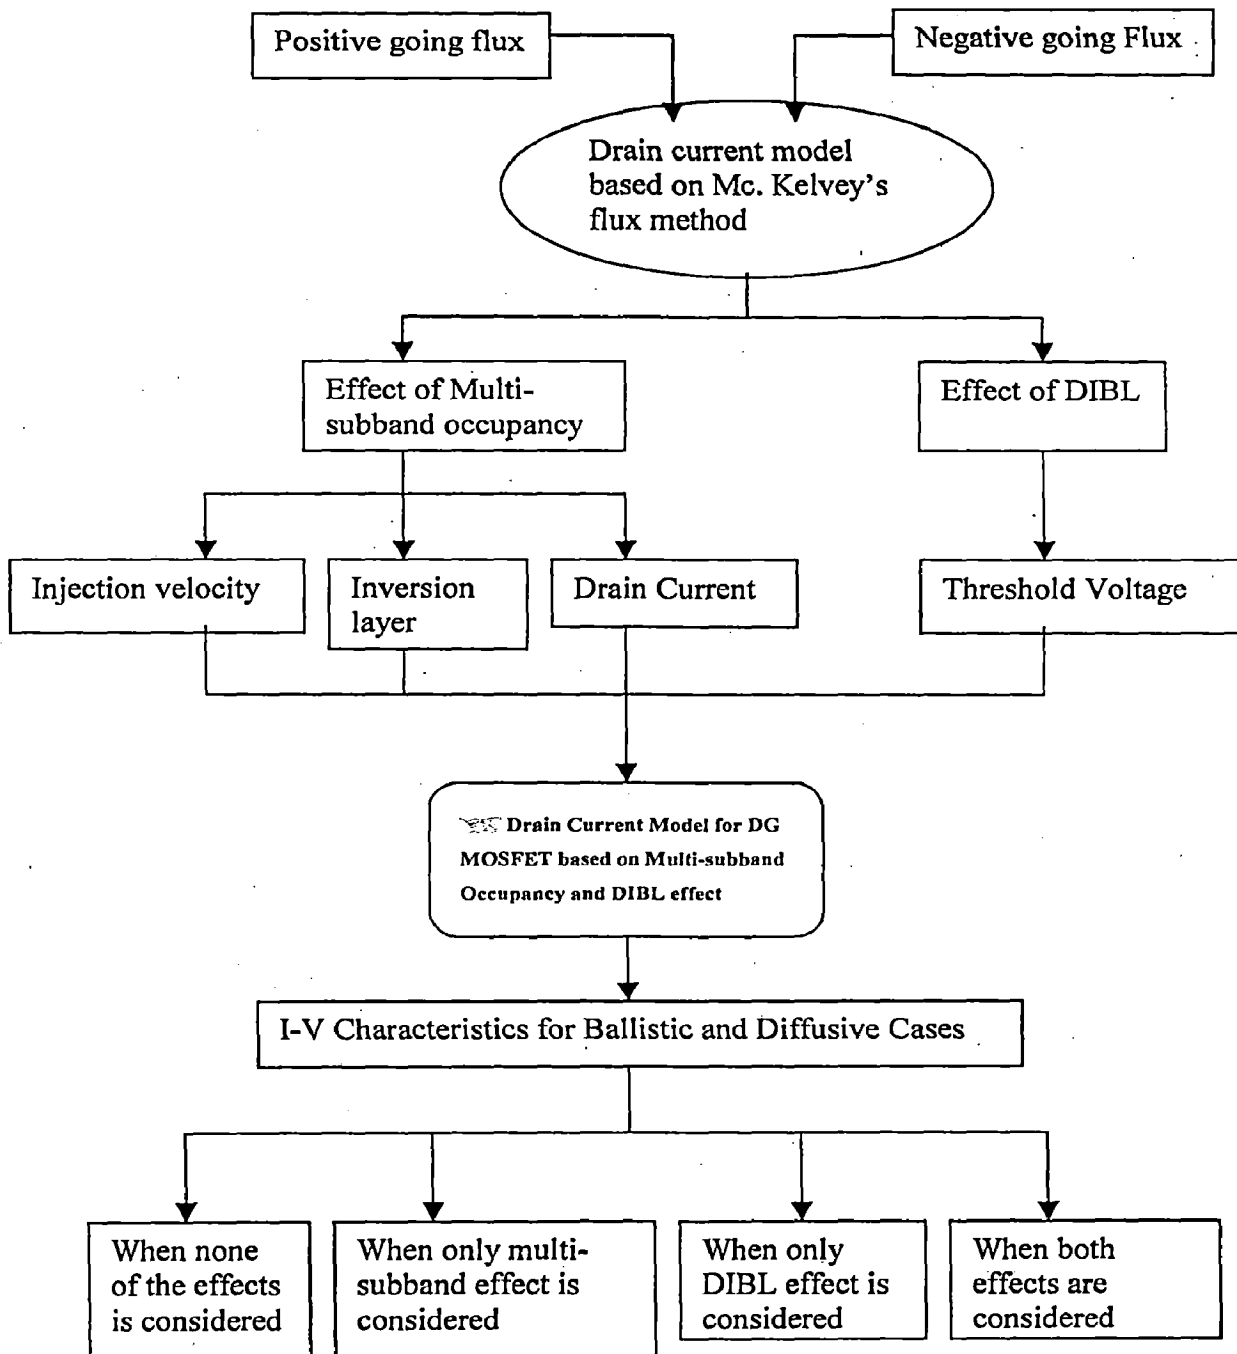 Positive going flux
Negative going Flux
Drain current model
based on Mc. Kelvey's
flux method
Effect of Multi-
subband occupancy
Effect of DIBL
Injection velocity
Inversion
layer
Drain Current
Threshold Voltage
Drain Current Model for DG
MOSFET based on Multi-subband
Occupancy and DIBL effect
I-V Characteristics for Ballistic and Diffusive Cases
When none
of the effects
is considered
When only multi-
subband effect is
considered
When only
DIBL effect is
considered
When both
effects are
considered